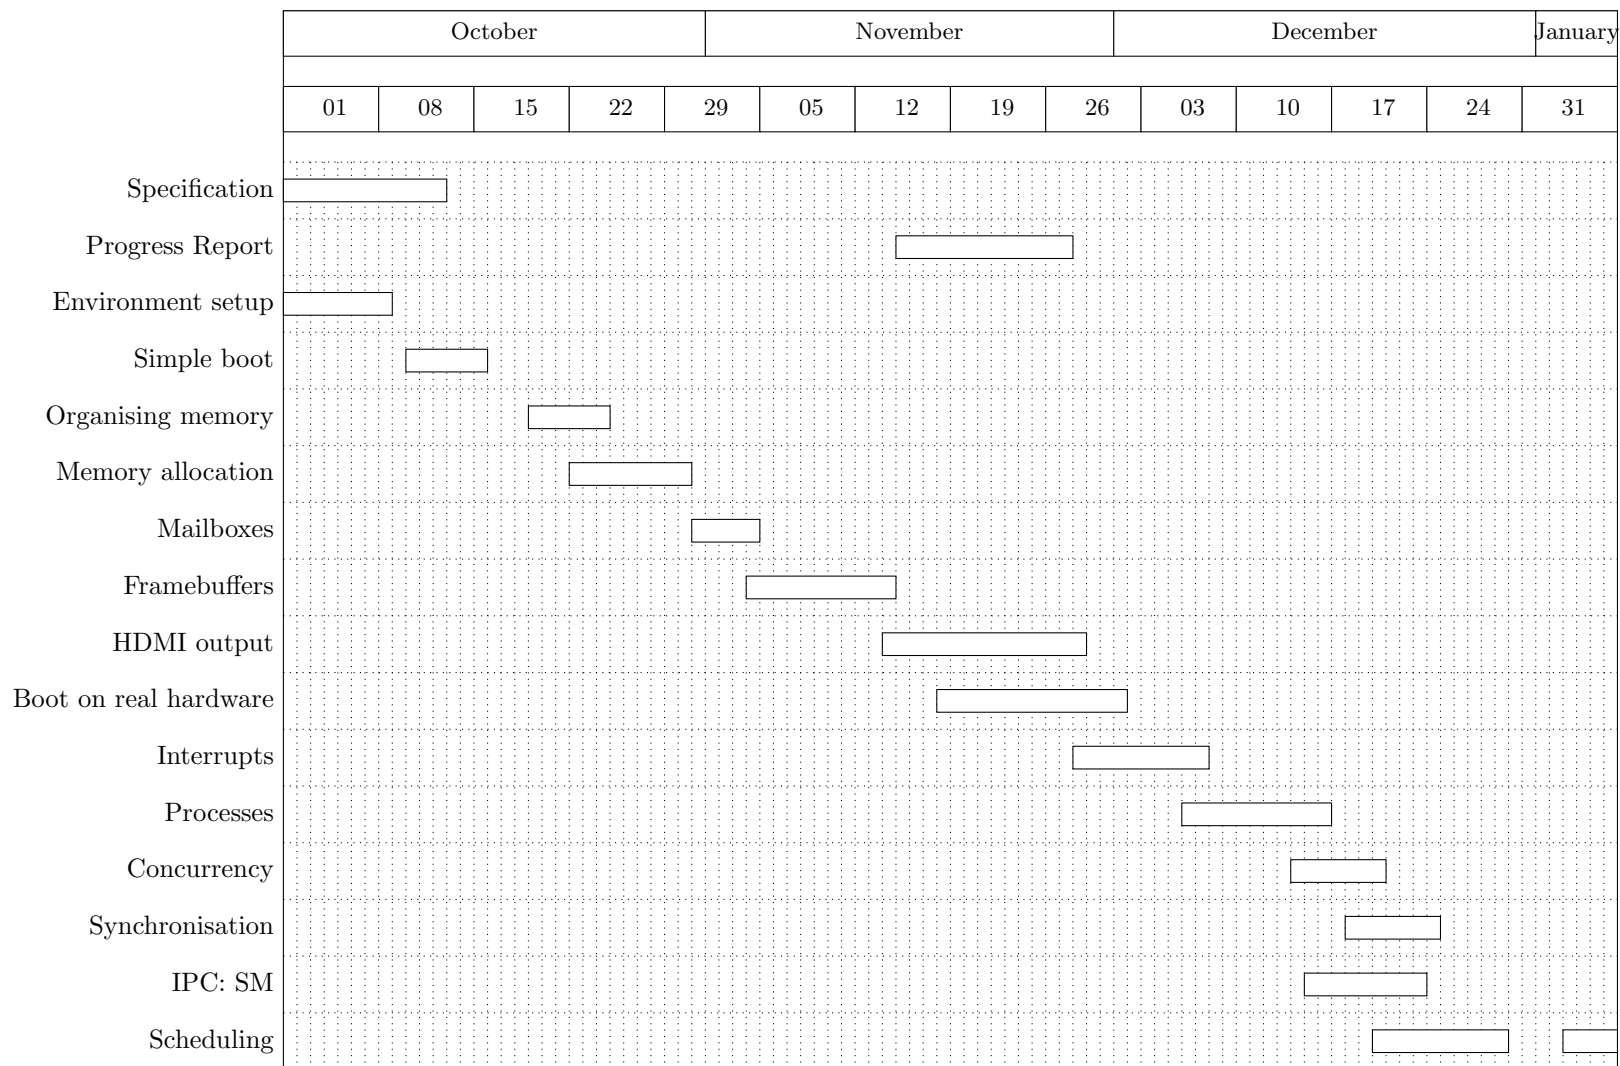 October November December January
01 08 15 22 29 05 12 19 26 03 10 17 24 31
Specification
Progress Report
Environment setup
Simple boot
Organising memory
Memory allocation
Mailboxes
Framebuffers
HDMI output
Boot on real hardware
Interrupts
Processes
Concurrency
Synchronisation
IPC: SM
Scheduling